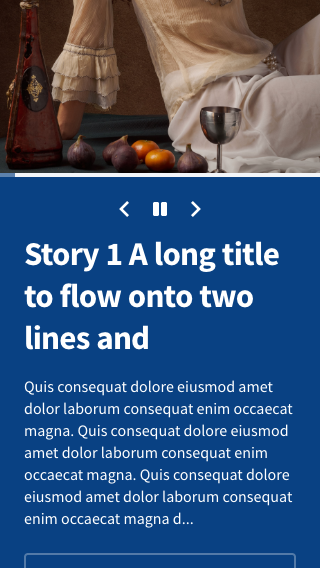 Story 1 A long title
to flow onto two
lines and
Quis consequat dolore eiusmod amet
dolor laborum consequat enim occaecat
magna. Quis consequat dolore eiusmod
amet dolor laborum consequat enim
occaecat magna. Quis consequat dolore
eiusmod amet dolor laborum consequat
enim occaecat magna d...